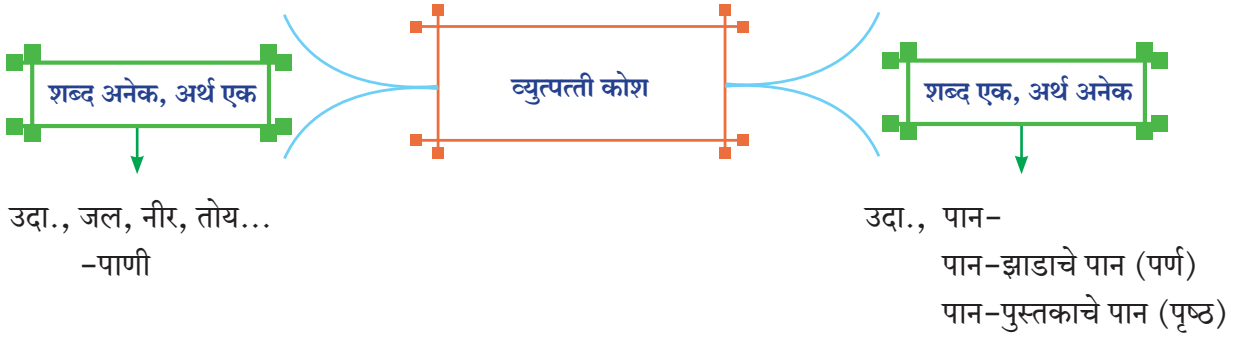 व्युत्पत्ती कोश
शब्द अनेक, अर्थ एक
उदा., जल, नीर, तोय...
–पाणी
शब्द एक, अर्थ अनेक
उदा., पान–
पान–झाडाचे पान (पर्ण)
पान–पुस्तकाचे पान (पृष्ठ)